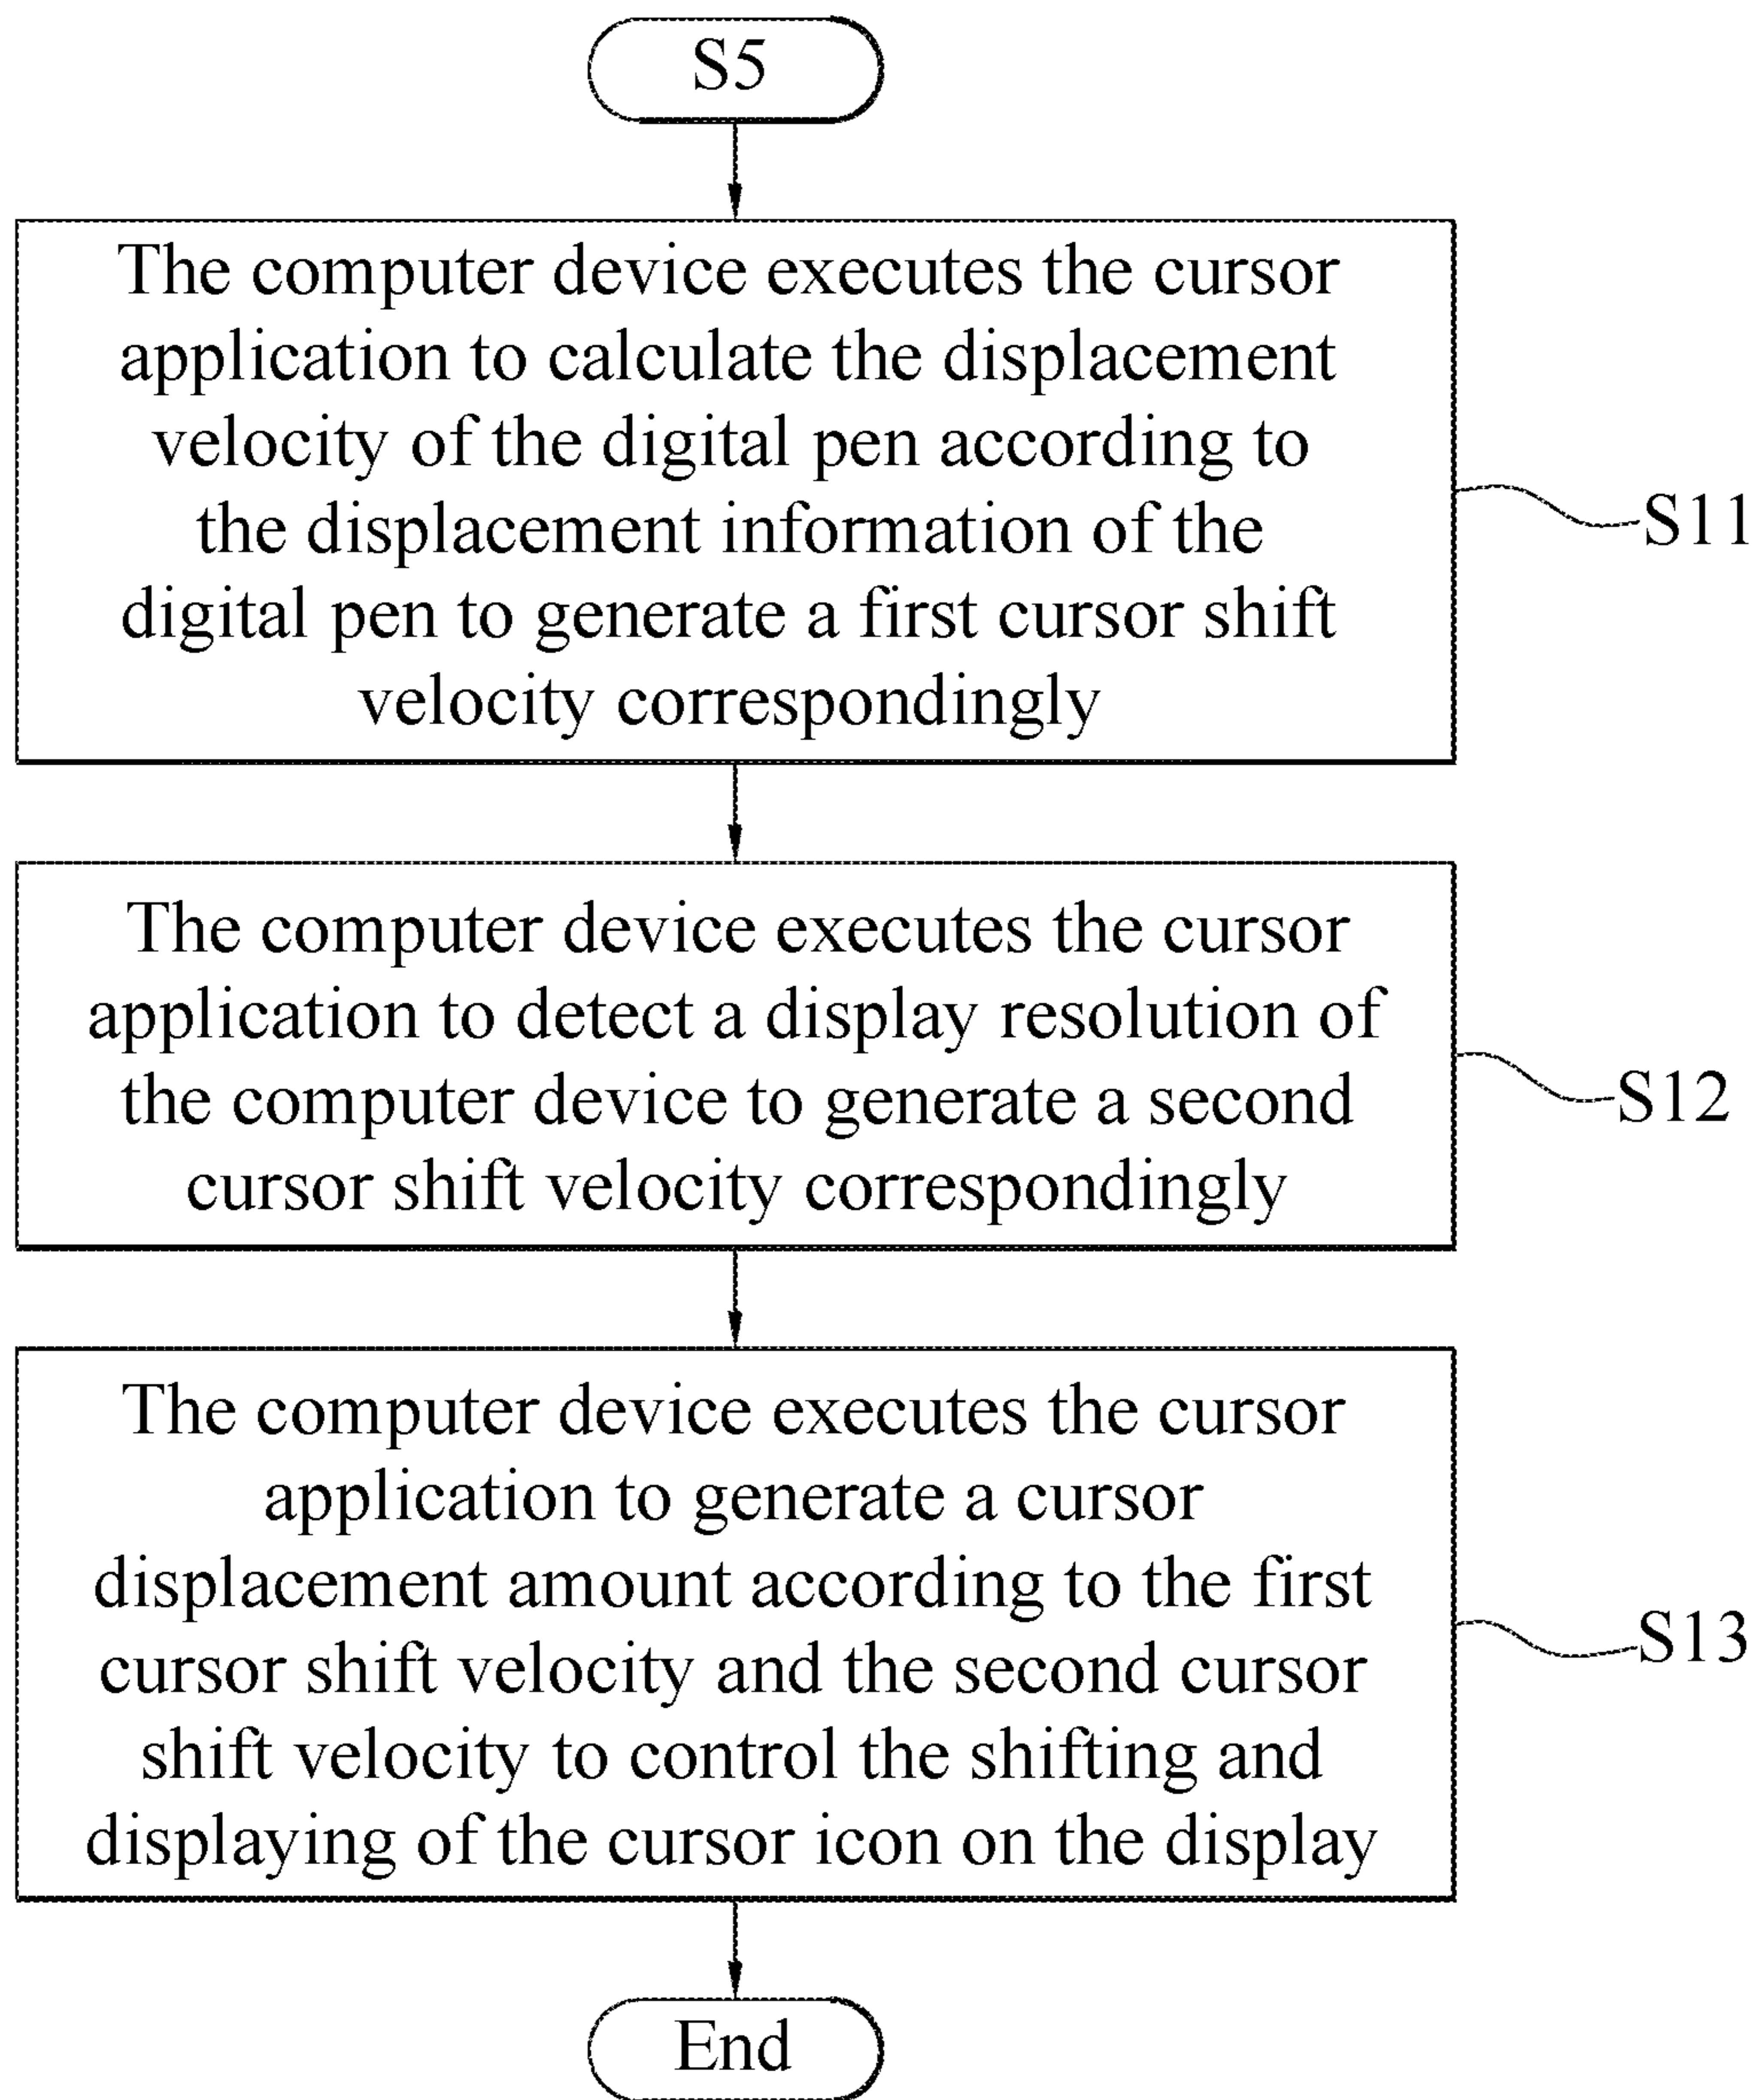 S5
The computer device executes the cursor
application to calculate the displacement
velocity of the digital pen according to
the displacement information of the
digital pen to generate a first cursor shift
velocity correspondingly
S11
The computer device executes the cursor
application to detect a display resolution of
the computer device to generate a second
cursor shift velocity correspondingly
S12
The computer device executes the cursor
application to generate a cursor
displacement amount according to the first
cursor shift velocity and the second cursor
shift velocity to control the shifting and
displaying of the cursor icon on the display
S13
End